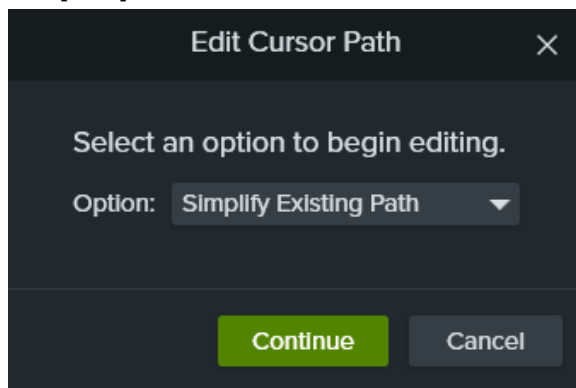 Edit Cursor Path
Select an option to begin editing.
Option: Simplify Existing Path
Continue Cancel